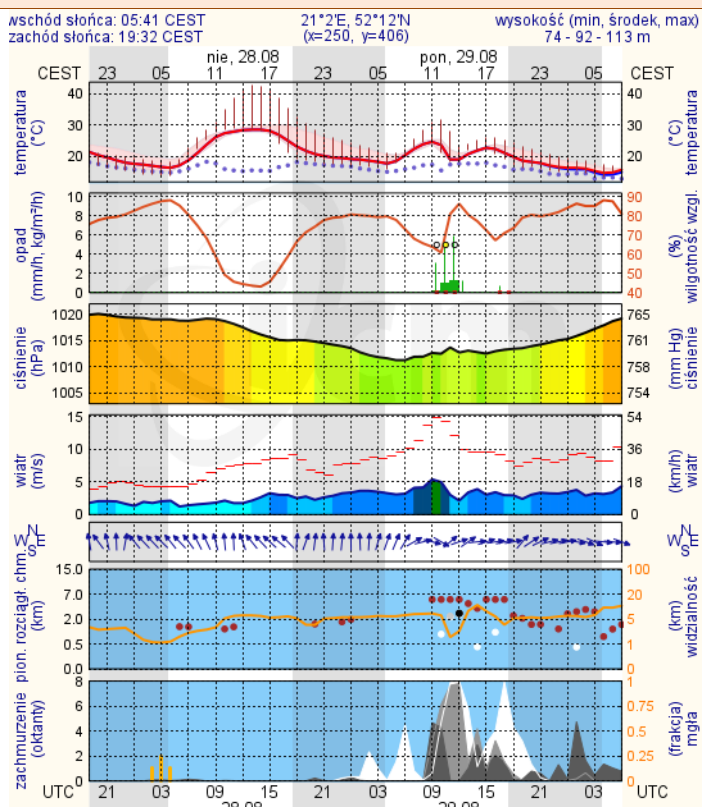 wschód słońca: 05:41 CEST 21°2'E, 52°12'N wysokość (min, środek, max)
zachód słońca: 19:32 CEST (x=250, y=406) 74 - 92 - 113 m
nie, 28.08 pon, 29.08
CEST 23 05 11 17 23 05 11 17 23 05 CEST
temperatura (°C)
40 30 20
40 30 20
temperatura (°C)
opad (mm/h, kg/m²/h)
10 8 6 4 2 0
90 80 70 60 50 40
(%) wilgotność wzgl.
ciśnienie (hPa)
1020 1015 1010 1005
765 761 758 754
(mm Hg) ciśnienie
wiatr (m/s)
15 10 5 0
54 36 18 0
(km/h) wiatr
N W E S
N W E S
pion. rozciągł. chm. (km)
15.0 7.0 2.0 0.5 0.0
100 20 5 1 0
(km) widzialność
zachmurzenie (oktanty)
8 6 4 2 0
1 0.75 0.5 0.25 0
(frakcja) mgła
UTC 21 03 09 15 21 03 09 15 21 03 UTC
28.08 29.08